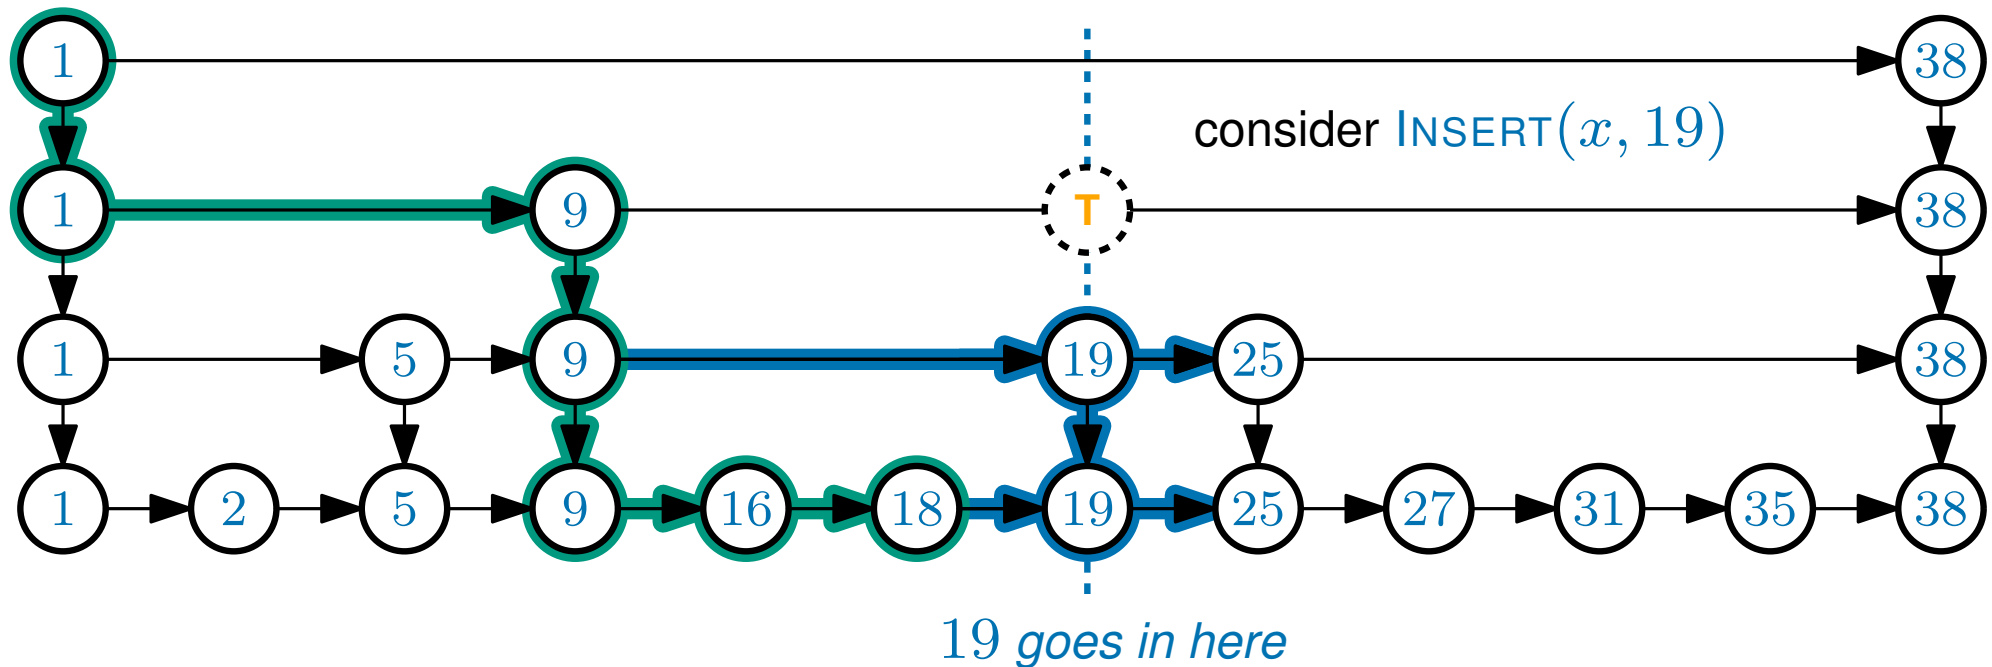 1 38
consider INSERT(x, 19)
1 9 T 38
1 5 9 19 25 38
1 2 5 9 16 18 19 25 27 31 35 38
19 goes in here